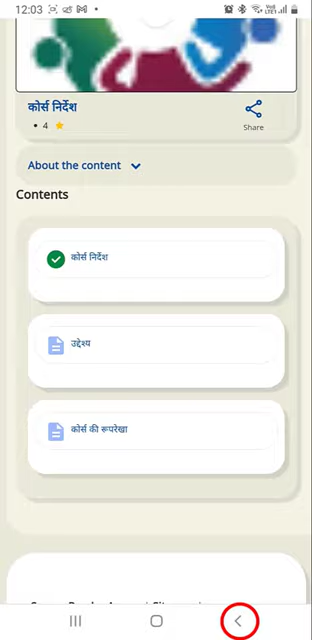 12:03
कोर्स निर्देश
• 4
Share
About the content
Contents
कोर्स निर्देश
उद्देश्य
कोर्स की रूपरेखा